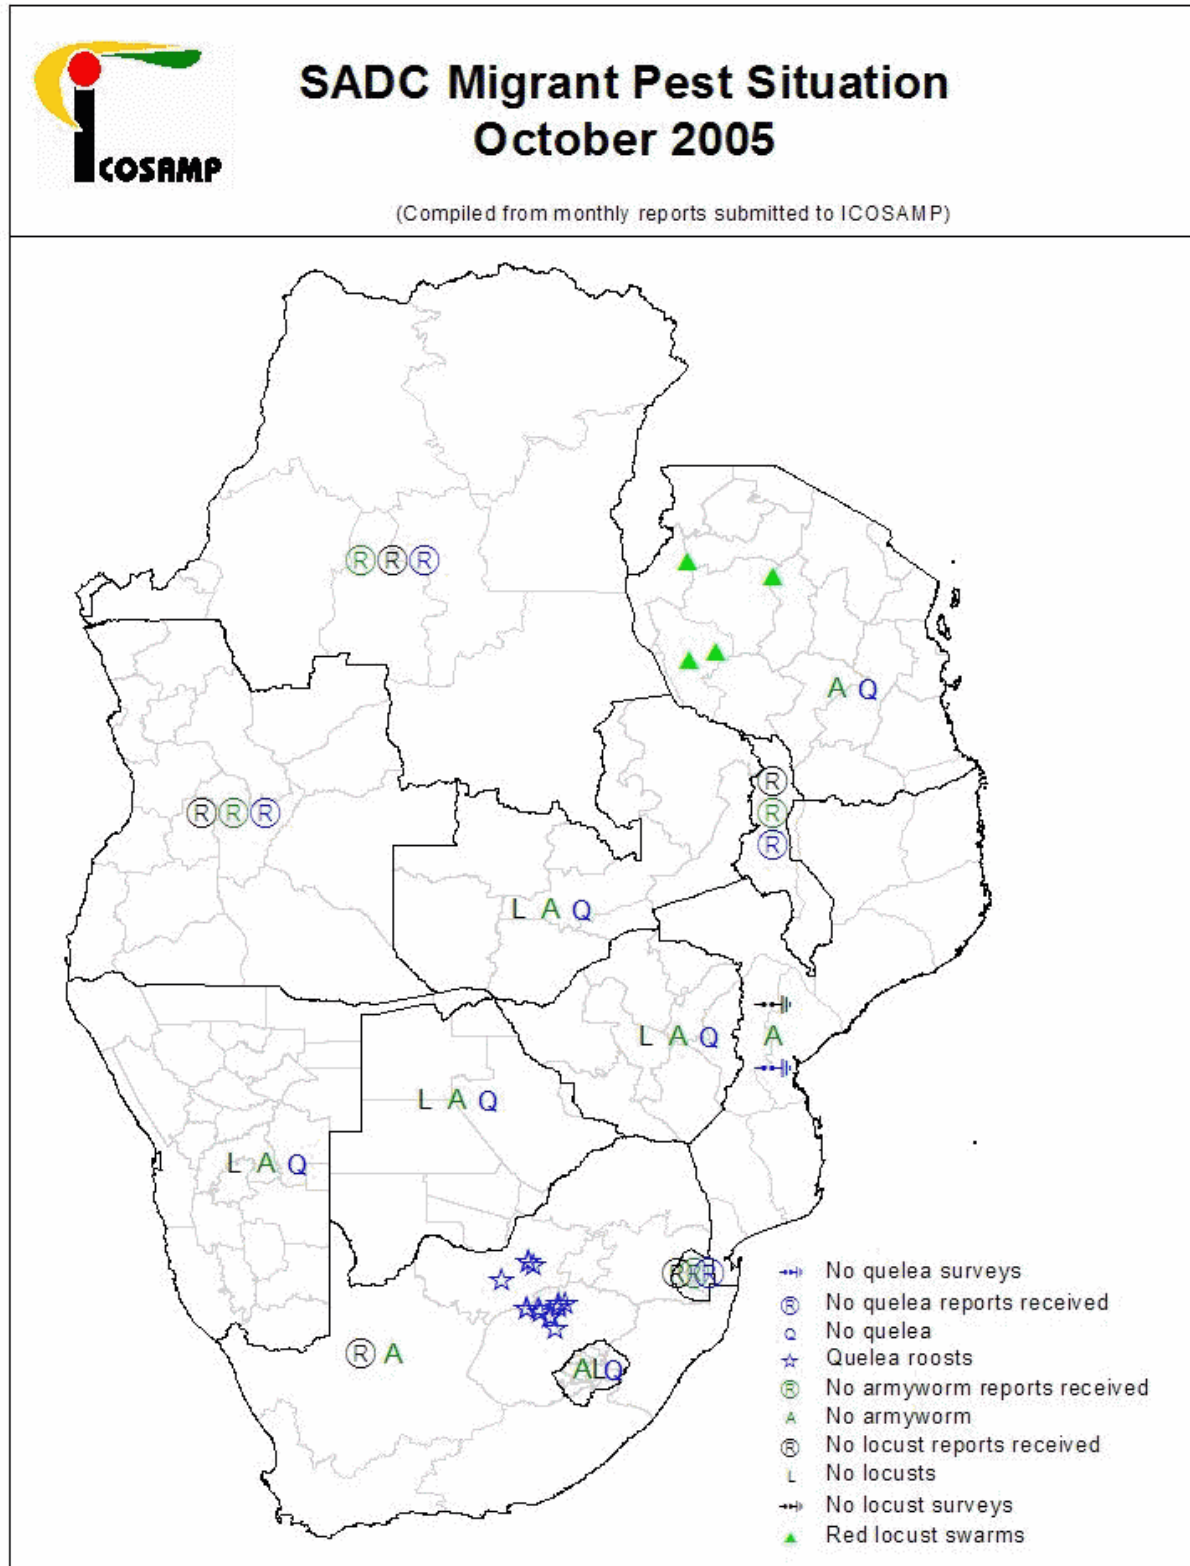 iCOSAMP
SADC Migrant Pest Situation
October 2005
(Compiled from monthly reports submitted to ICOSAMP)
R R R
A Q
R
R R R
R
R
L A Q
L A Q
A
L A Q
L A Q
R R R
R A
A L Q
No quelea surveys
R No quelea reports received
Q No quelea
Quelea roosts
R No armyworm reports received
A No armyworm
R No locust reports received
L No locusts
No locust surveys
Red locust swarms